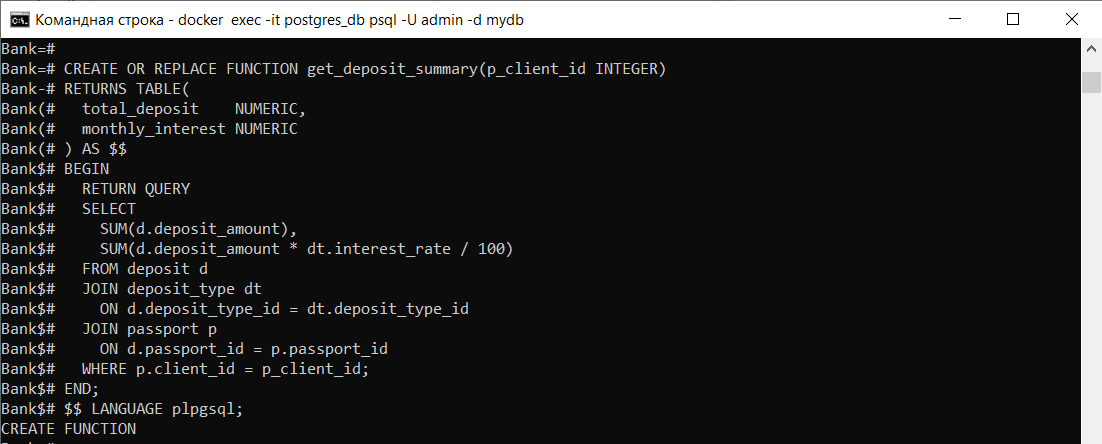 Командная строка - docker  exec -it postgres_db psql -U admin -d mydb
Bank=#
Bank=# CREATE OR REPLACE FUNCTION get_deposit_summary(p_client_id INTEGER)
Bank-# RETURNS TABLE(
Bank(#   total_deposit    NUMERIC,
Bank(#   monthly_interest NUMERIC
Bank(# ) AS $$
Bank$# BEGIN
Bank$#   RETURN QUERY
Bank$#   SELECT
Bank$#     SUM(d.deposit_amount),
Bank$#     SUM(d.deposit_amount * dt.interest_rate / 100)
Bank$#   FROM deposit d
Bank$#   JOIN deposit_type dt
Bank$#     ON d.deposit_type_id = dt.deposit_type_id
Bank$#   JOIN passport p
Bank$#     ON d.passport_id = p.passport_id
Bank$#   WHERE p.client_id = p_client_id;
Bank$# END;
Bank$# $$ LANGUAGE plpgsql;
CREATE FUNCTION